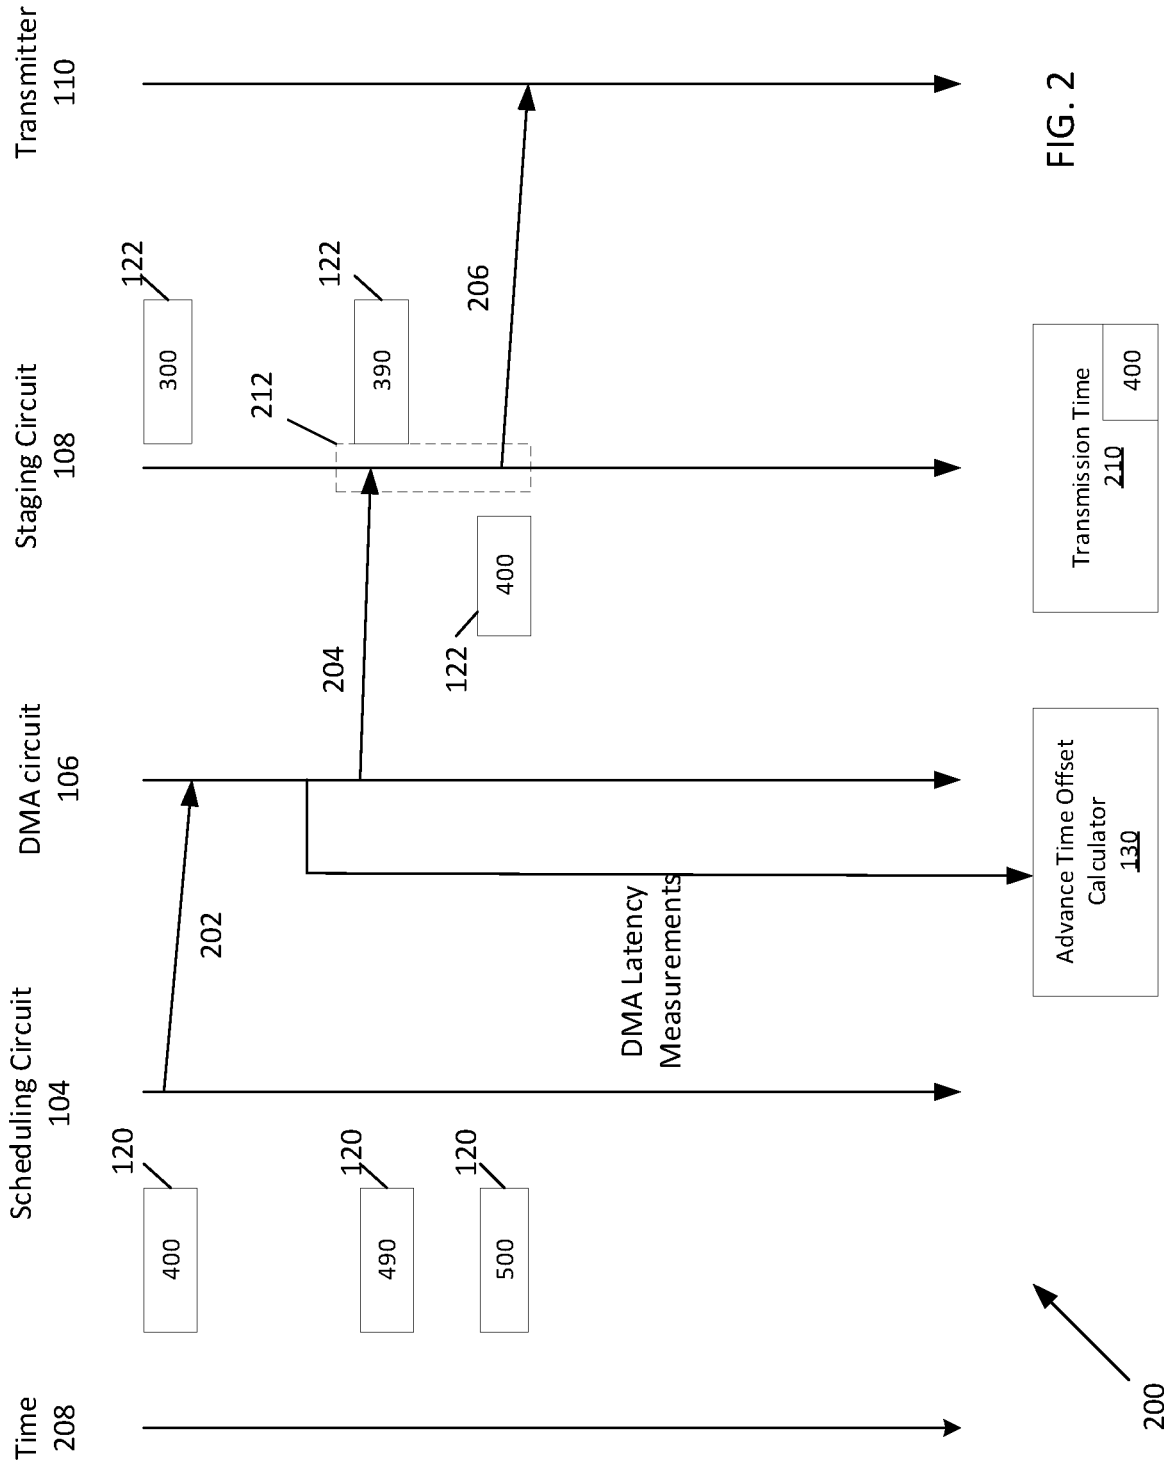 Time
208
Scheduling Circuit
104
DMA circuit
106
Staging Circuit
108
Transmitter
110
120
400
122
300
202
212
120
490
204
122
390
120
500
122
400
206
DMA Latency
Measurements
200
Advance Time Offset
Calculator
130
Transmission Time
210
400
FIG. 2